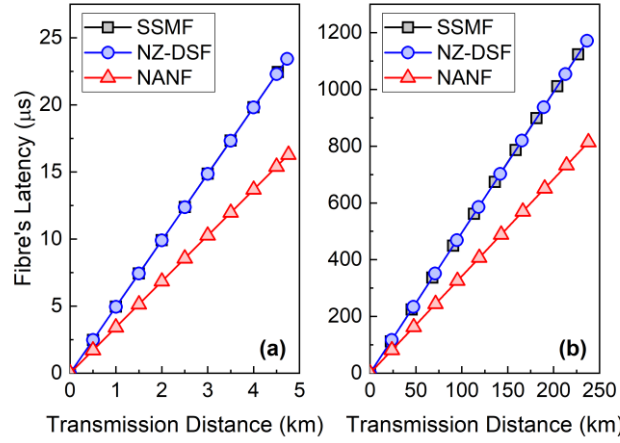 SSMF
NZ-DSF
NANF
25
20
15
10
5
0
0 1 2 3 4 5
Fibre's Latency (μs)
Transmission Distance (km)
(a)
SSMF
NZ-DSF
NANF
1200
1000
800
600
400
200
0
0 50 100 150 200 250
Transmission Distance (km)
(b)